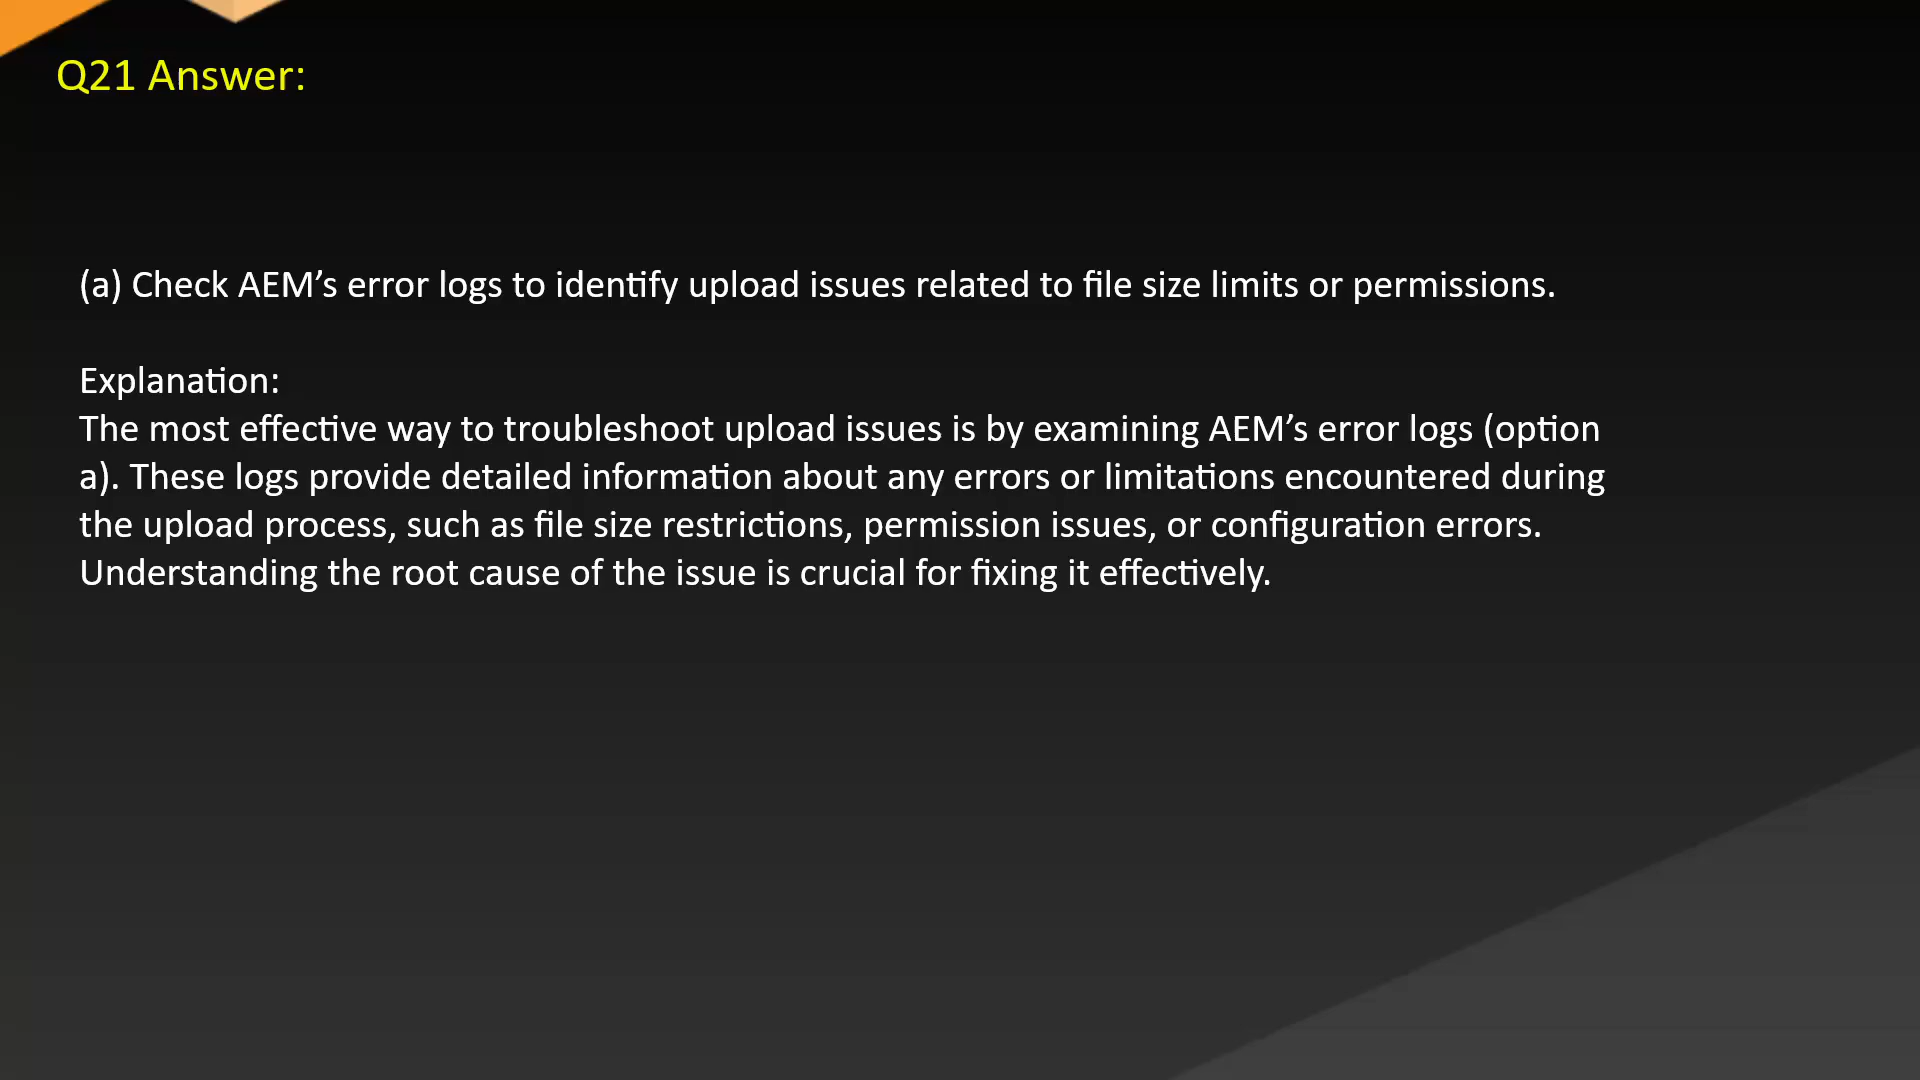 Q21 Answer:
(a) Check AEM’s error logs to identify upload issues related to file size limits or permissions.
Explanation:
The most effective way to troubleshoot upload issues is by examining AEM’s error logs (option
a). These logs provide detailed information about any errors or limitations encountered during
the upload process, such as file size restrictions, permission issues, or configuration errors.
Understanding the root cause of the issue is crucial for fixing it effectively.